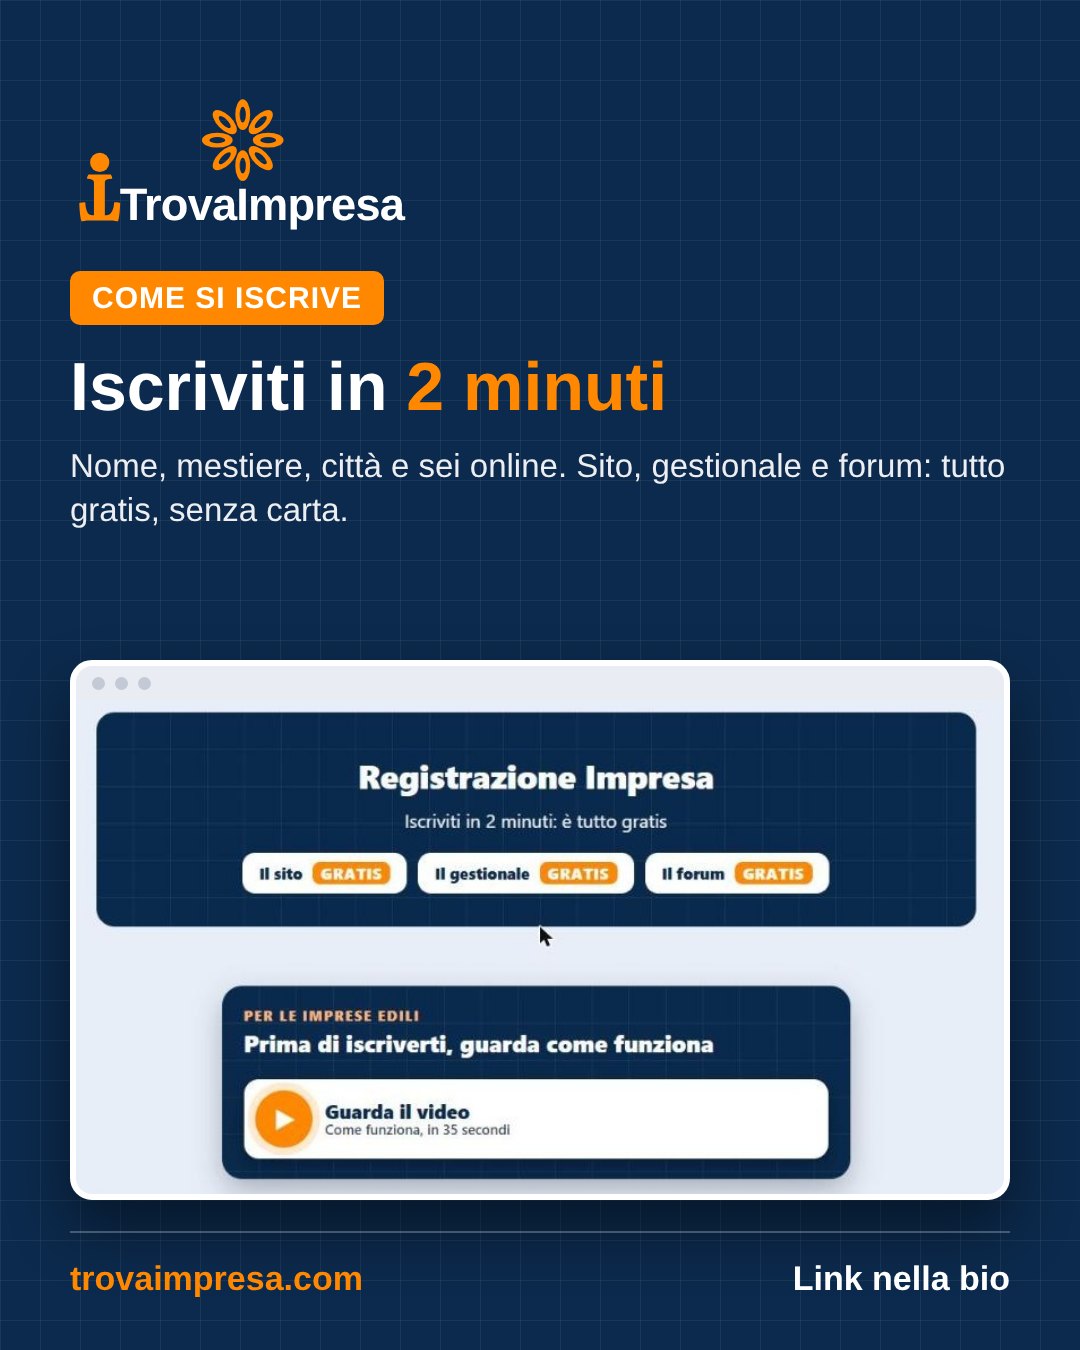 TrovaImpresa
COME SI ISCRIVE
Iscriviti in 2 minuti
Nome, mestiere, città e sei online. Sito, gestionale e forum: tutto
gratis, senza carta.
Registrazione Impresa
Iscriviti in 2 minuti: è tutto gratis
Il sito GRATIS Il gestionale GRATIS Il forum GRATIS
PER LE IMPRESE EDILI
Prima di iscriverti, guarda come funziona
Guarda il video
Come funziona, in 35 secondi
trovaimpresa.com Link nella bio